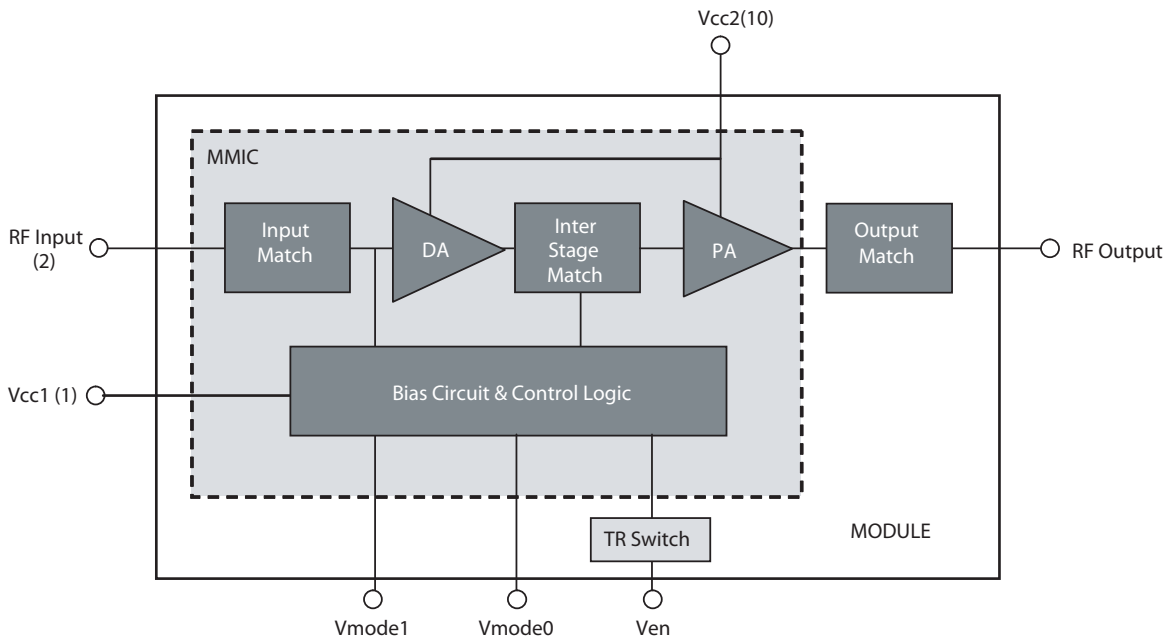 Vcc2(10)
MMIC
RF Input
(2)
Input
Match
DA
Inter
Stage
Match
PA
Output
Match
RF Output
Vcc1 (1)
Bias Circuit & Control Logic
TR Switch
MODULE
Vmode1
Vmode0
Ven